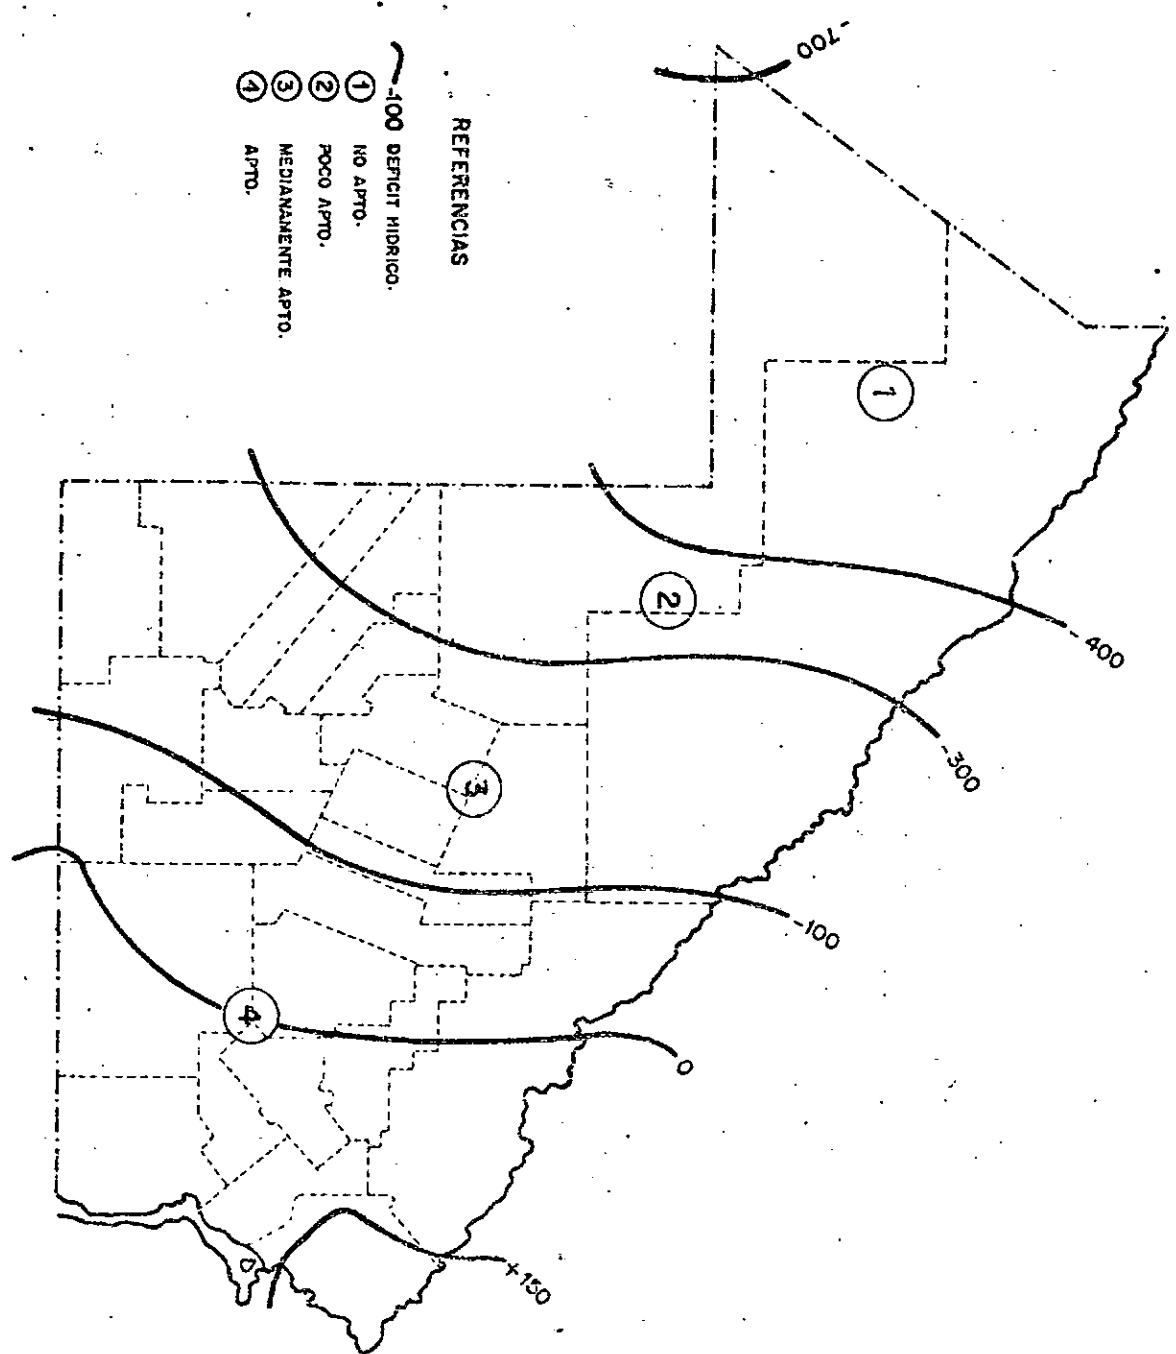 REFERENCIAS
-100 DEFICIT HIDRICO.
1 NO APTO.
2 POCO APTO.
3 MEDIANAMENTE APTO.
4 APTO.
-700
1
2
-400
-300
3
-100
4
0
+150